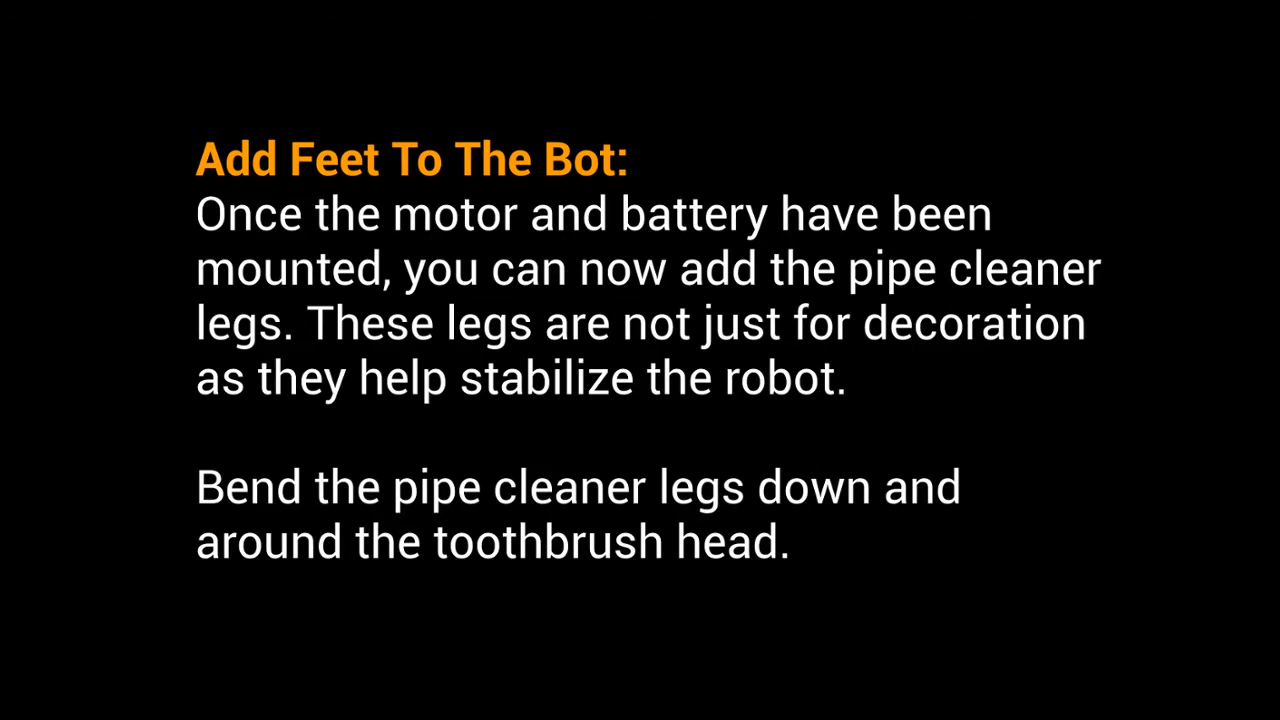 Add Feet To The Bot:
Once the motor and battery have been
mounted, you can now add the pipe cleaner
legs. These legs are not just for decoration
as they help stabilize the robot.
Bend the pipe cleaner legs down and
around the toothbrush head.